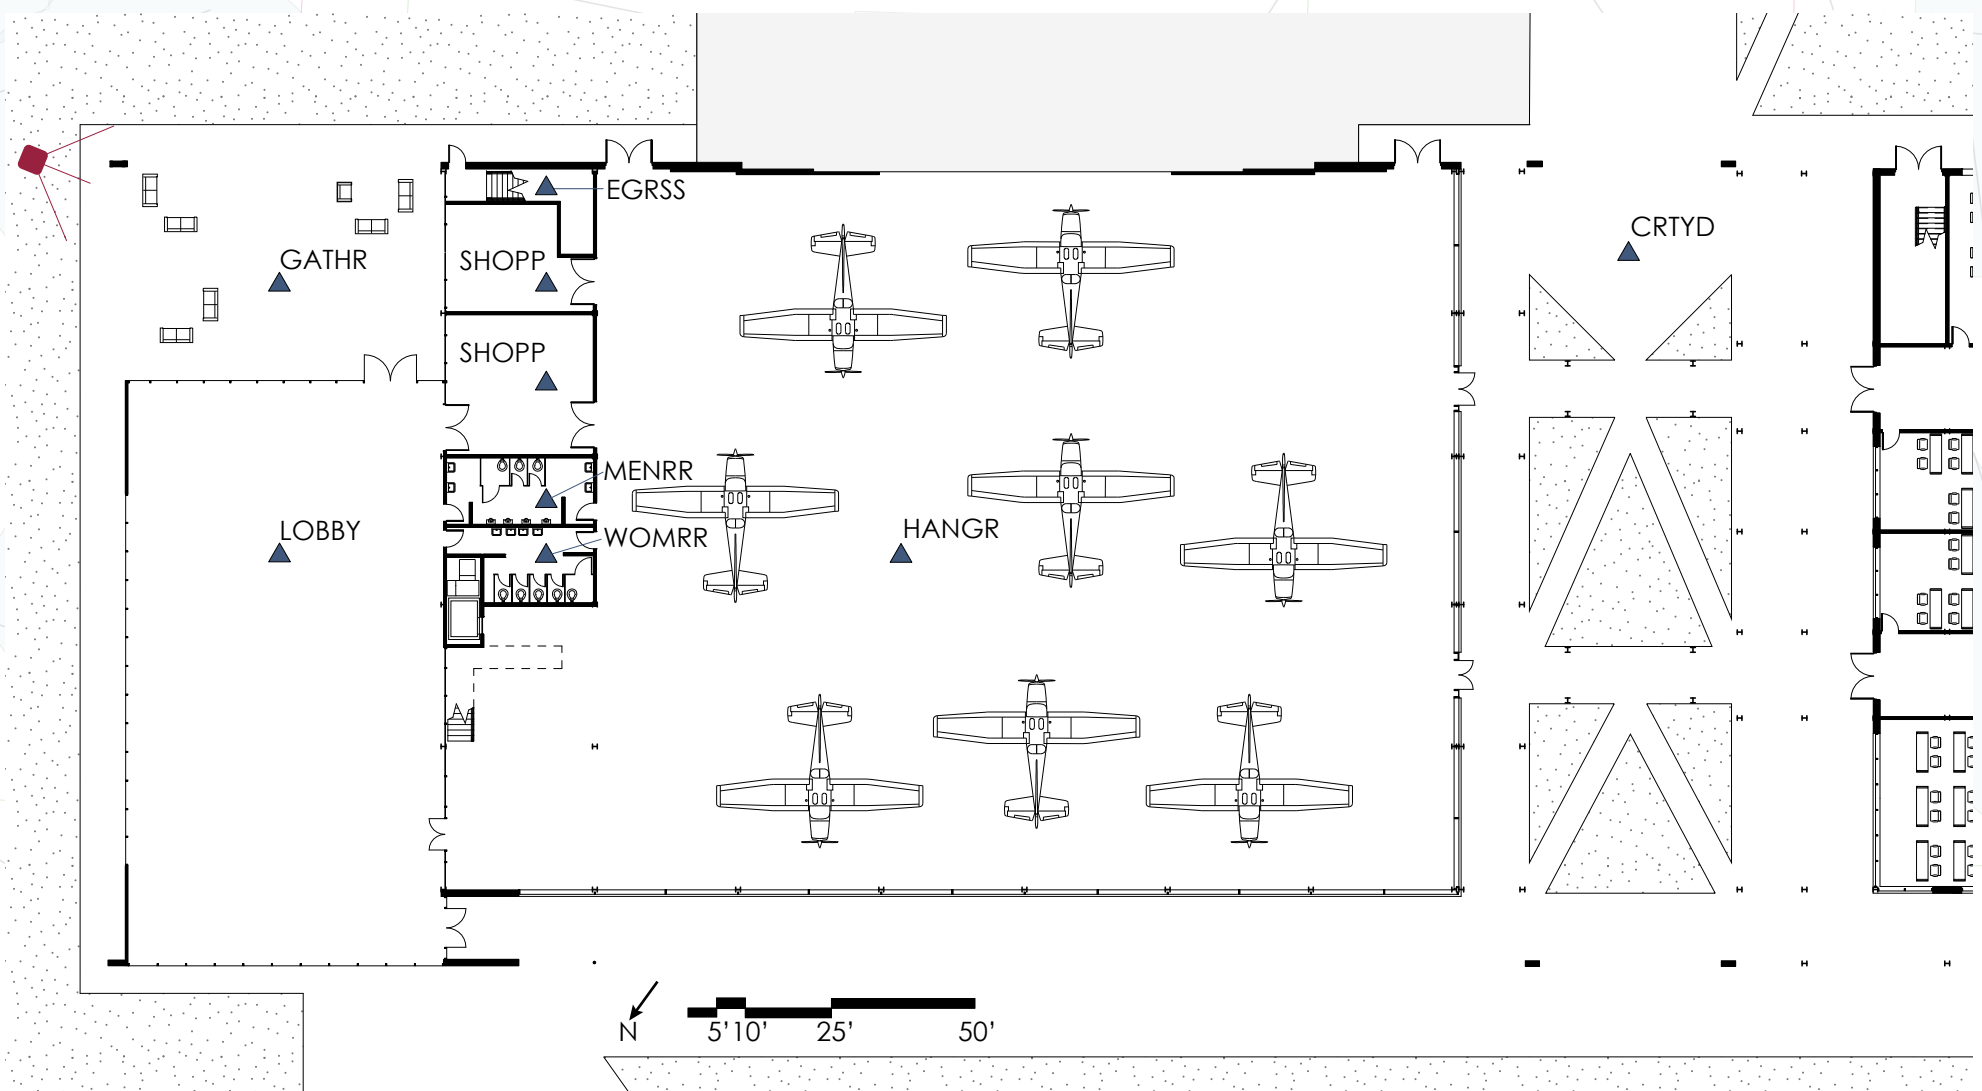 EGRSS
CRTYD
GATHR
SHOPP
SHOPP
MENRR
LOBBY
WOMRR
HANGR
N
5' 10' 25' 50'